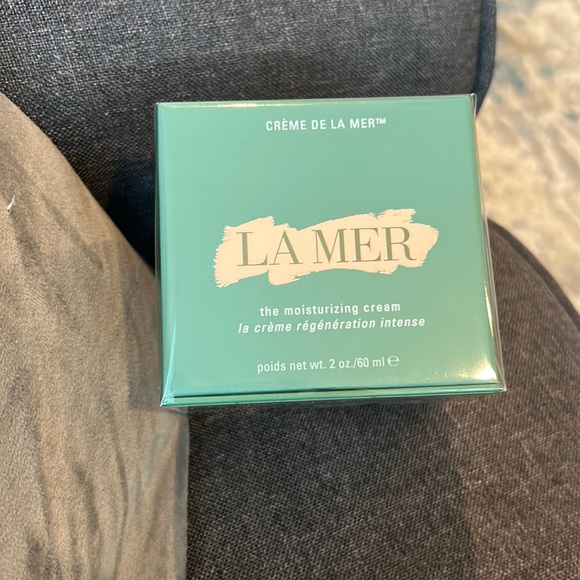 CRÈME DE LA MER™
LA MER
the moisturizing cream
la crème régénération intense
poids net wt. 2 oz./60 ml ℮